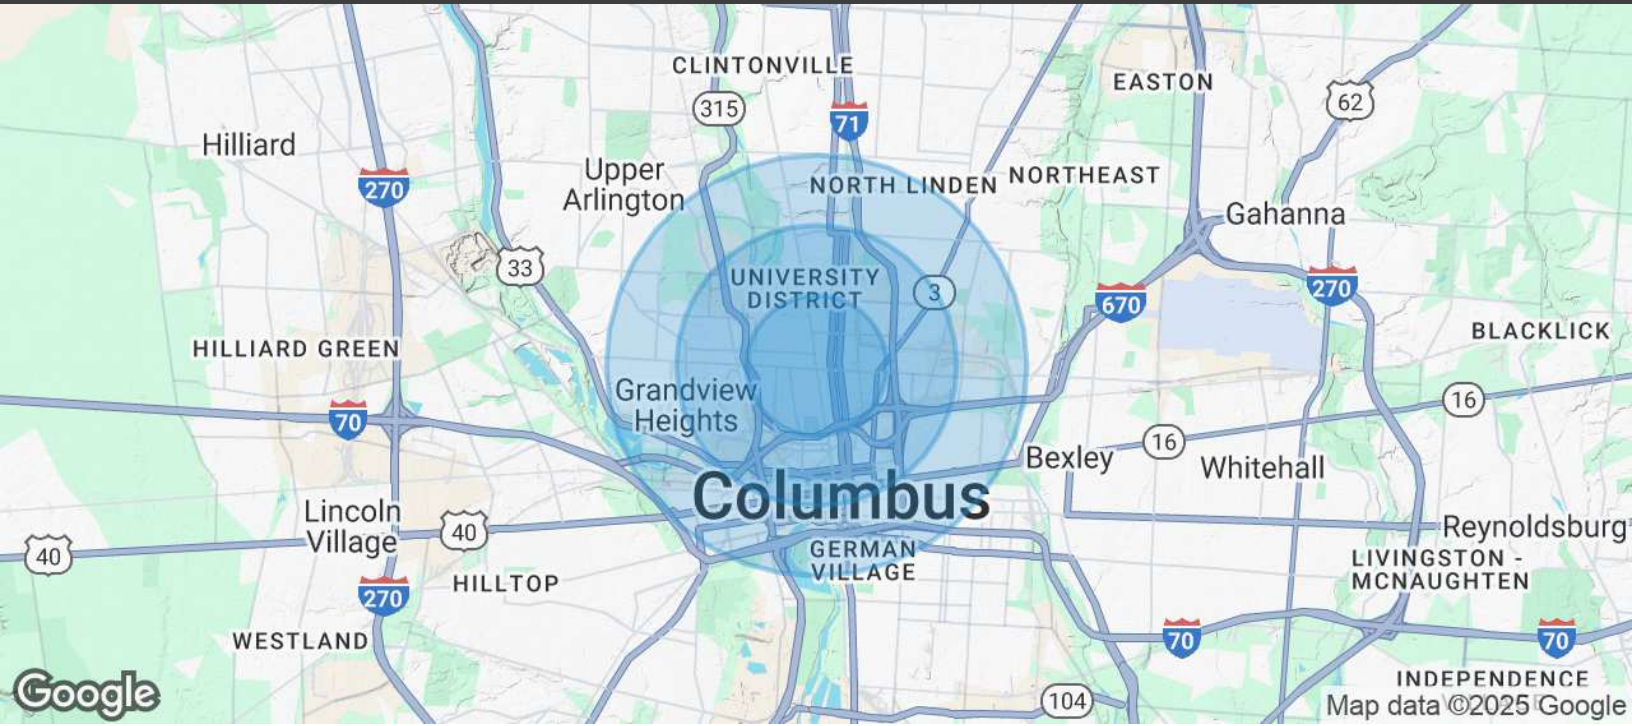 CLINTONVILLE
EASTON
315
71
62
Hilliard
Upper
Arlington
270
NORTH LINDEN
NORTHEAST
Gahanna
33
UNIVERSITY
DISTRICT
3
670
270
HILLIARD GREEN
BLACKLICK
Grandview
Heights
70
16
16
Bexley
Whitehall
Columbus
Lincoln
Village
40
40
Reynoldsburg
GERMAN
VILLAGE
LIVINGSTON -
MCNAUGHTEN
HILLTOP
270
WESTLAND
70
70
INDEPENDENCE
Google
104
Map data ©2025 Google